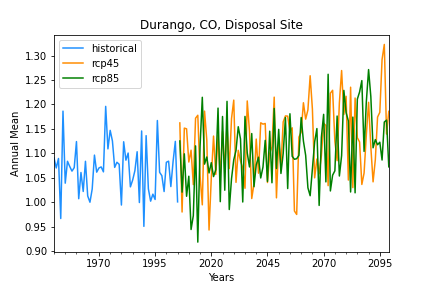 Durango, CO, Disposal Site
historical
rcp45
rcp85
Annual Mean
1.30
1.25
1.20
1.15
1.10
1.05
1.00
0.95
0.90
1970 1995 2020 2045 2070 2095
Years